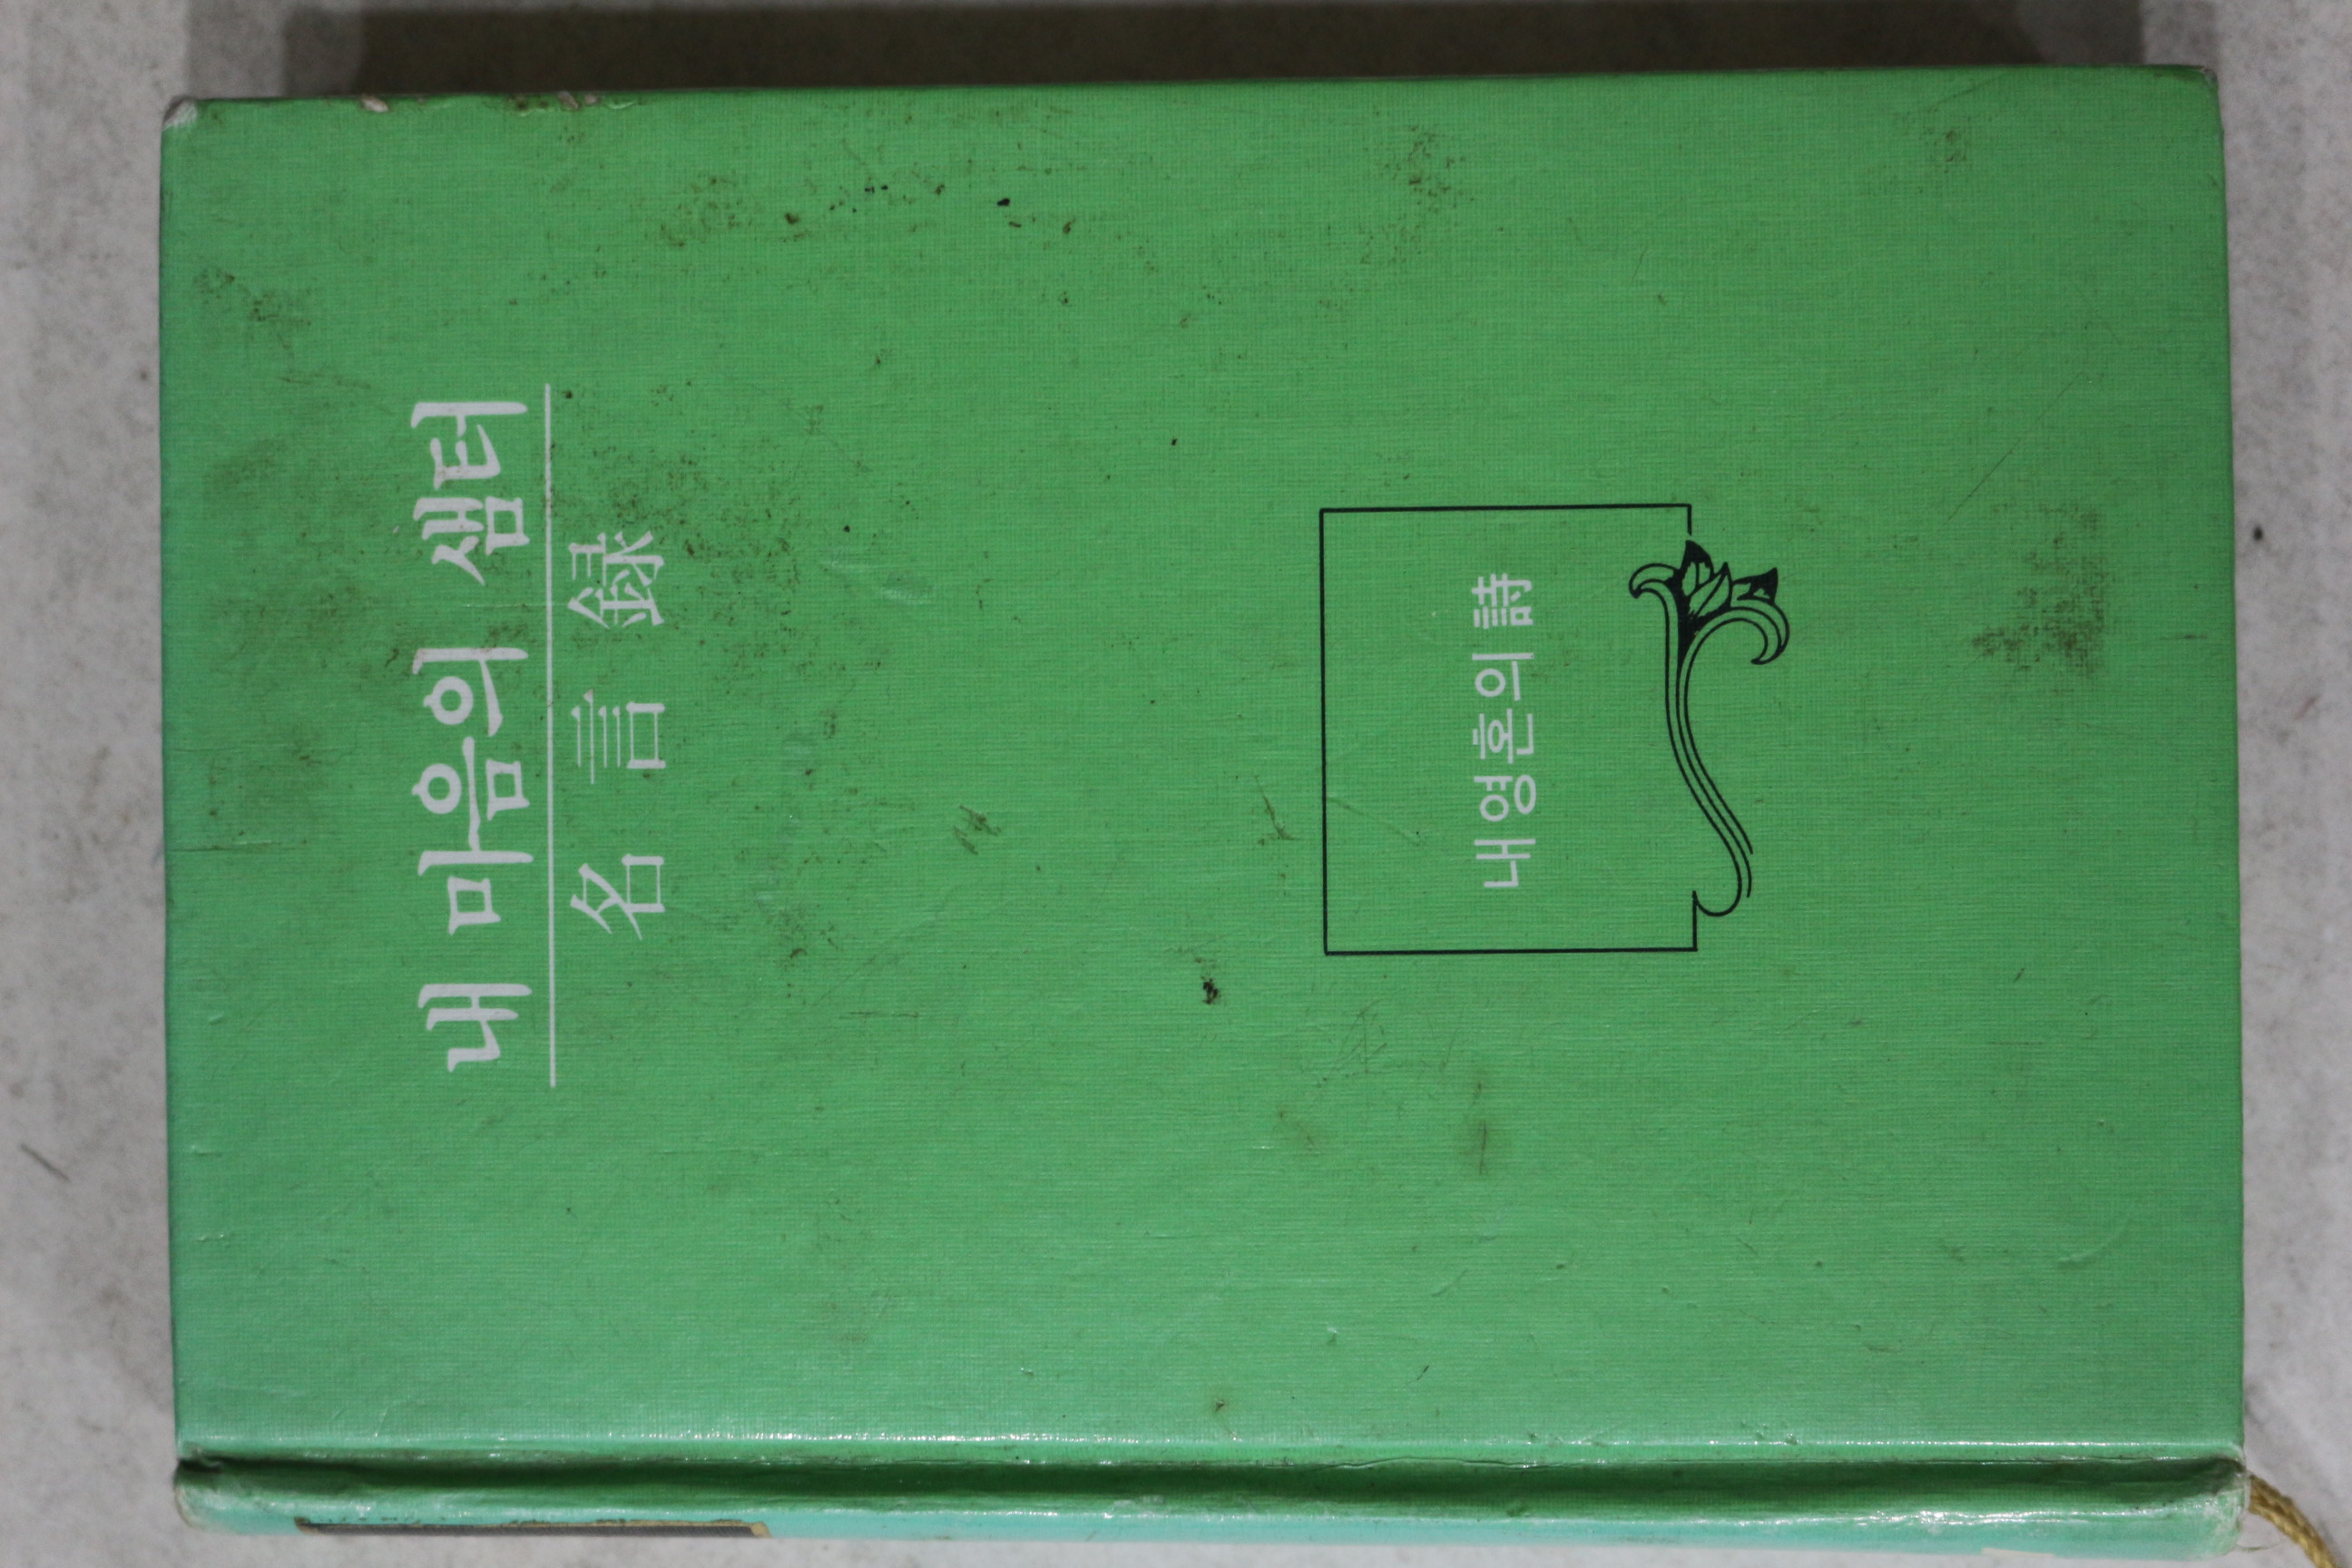 내 마음의 샘터
名言錄
내영혼의 詩